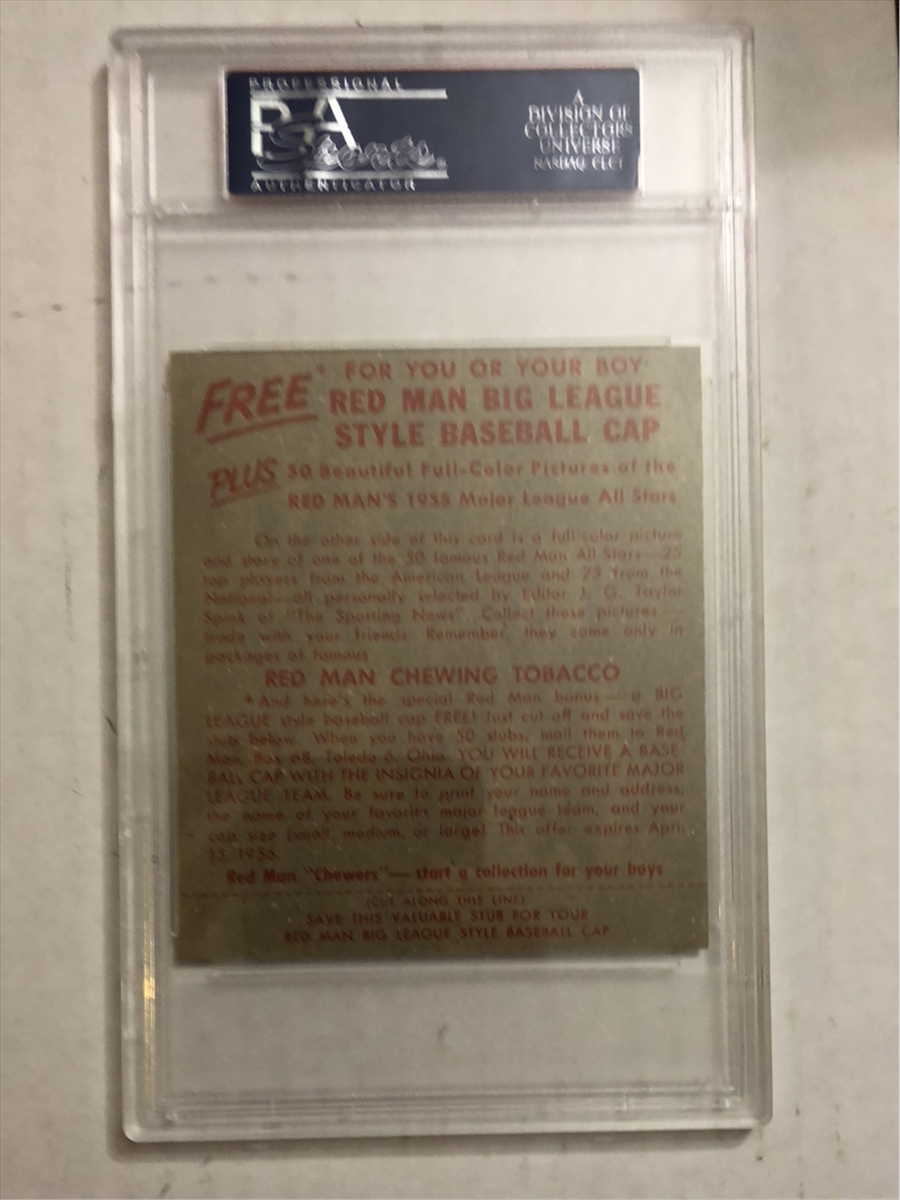 PROFESSIONAL
PSA
Sports
AUTHENTICATOR
A
DIVISION OF
COLLECTORS
UNIVERSE
NASDAQ: CLCT
FREE* FOR YOU OR YOUR BOY
RED MAN BIG LEAGUE
STYLE BASEBALL CAP
PLUS 50 Beautiful Full-Color Pictures of the
RED MAN'S 1955 Major League All Stars
On the other side of this card is a full-color picture
and story of one of the 50 famous Red Man All-Stars—25
top players from the American League and 25 from the
National—all personally selected by Editor J. G. Taylor
Spink of "The Sporting News". Collect these pictures—
trade with your friends. Remember, they come only in
packages of famous
RED MAN CHEWING TOBACCO
*And here's the special Red Man bonus—a BIG
LEAGUE style baseball cap FREE! Just cut off and save the
stub below. When you have 50 stubs, mail them to Red
Man, Box 68, Toledo 6, Ohio. YOU WILL RECEIVE A BASE-
BALL CAP WITH THE INSIGNIA OF YOUR FAVORITE MAJOR
LEAGUE TEAM. Be sure to print your name and address,
the name of your favorite major league team, and your
cap size (small, medium, or large). This offer expires April
15, 1956.
Red Man "Chewers"—start a collection for your boys
(CUT ALONG THIS LINE)
SAVE THIS VALUABLE STUB FOR YOUR
RED MAN BIG LEAGUE STYLE BASEBALL CAP